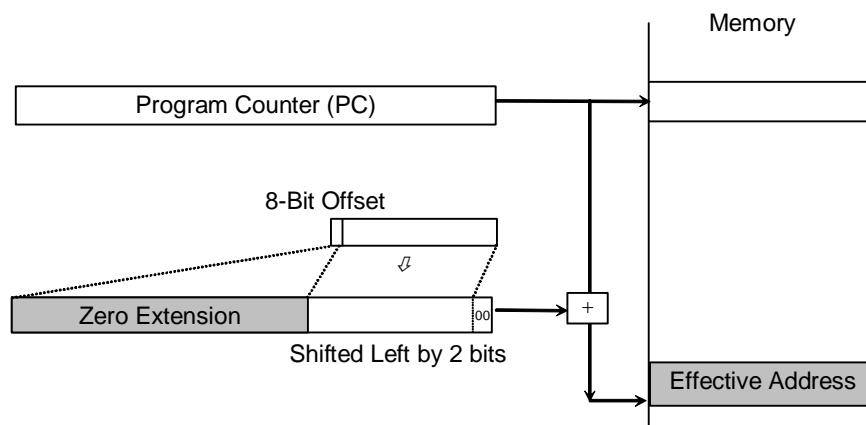 Memory
Program Counter (PC)
8-Bit Offset
Zero Extension
00
+
Shifted Left by 2 bits
Effective Address